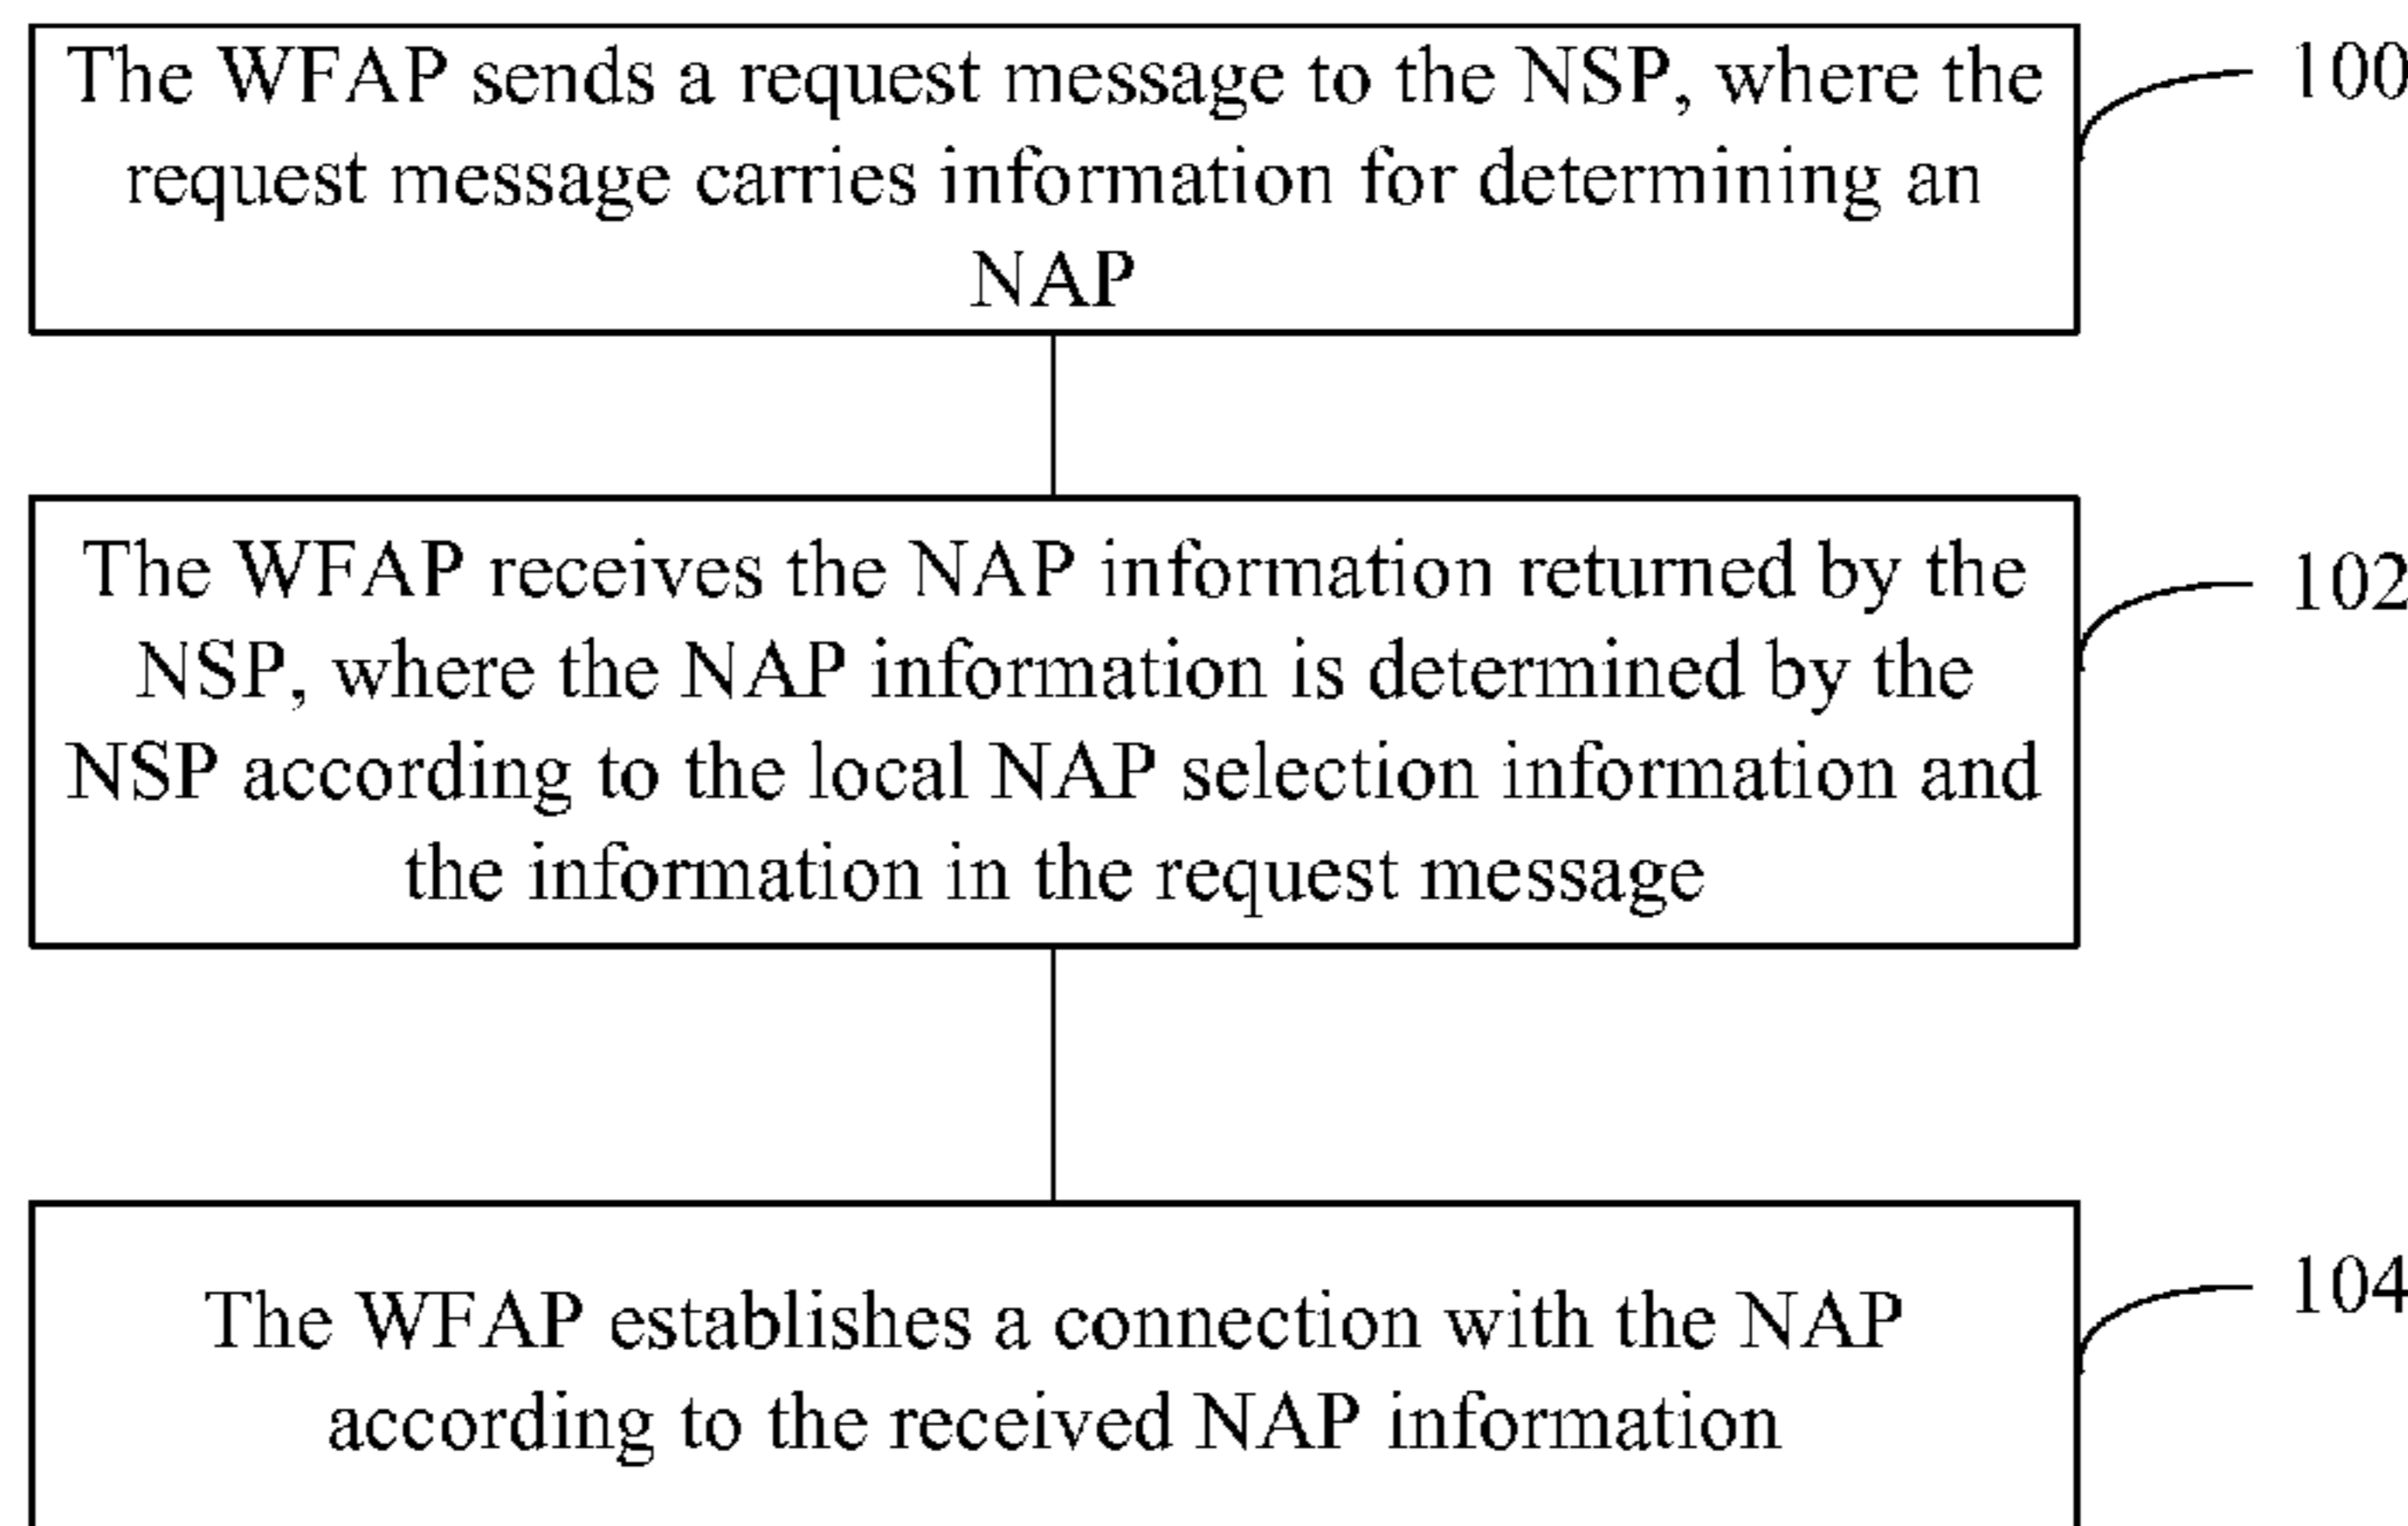 The WFAP sends a request message to the NSP, where the
request message carries information for determining an
NAP
100
The WFAP receives the NAP information returned by the
NSP, where the NAP information is determined by the
NSP according to the local NAP selection information and
the information in the request message
102
The WFAP establishes a connection with the NAP
according to the received NAP information
104